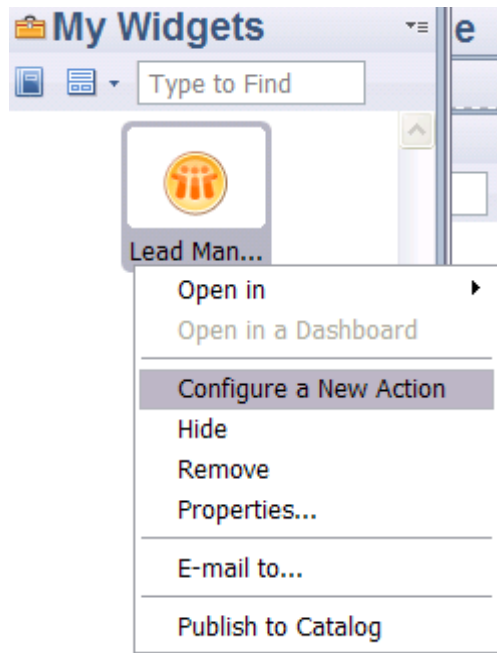 My Widgets
e
Type to Find
Lead Man...
Open in
Open in a Dashboard
Configure a New Action
Hide
Remove
Properties...
E-mail to...
Publish to Catalog